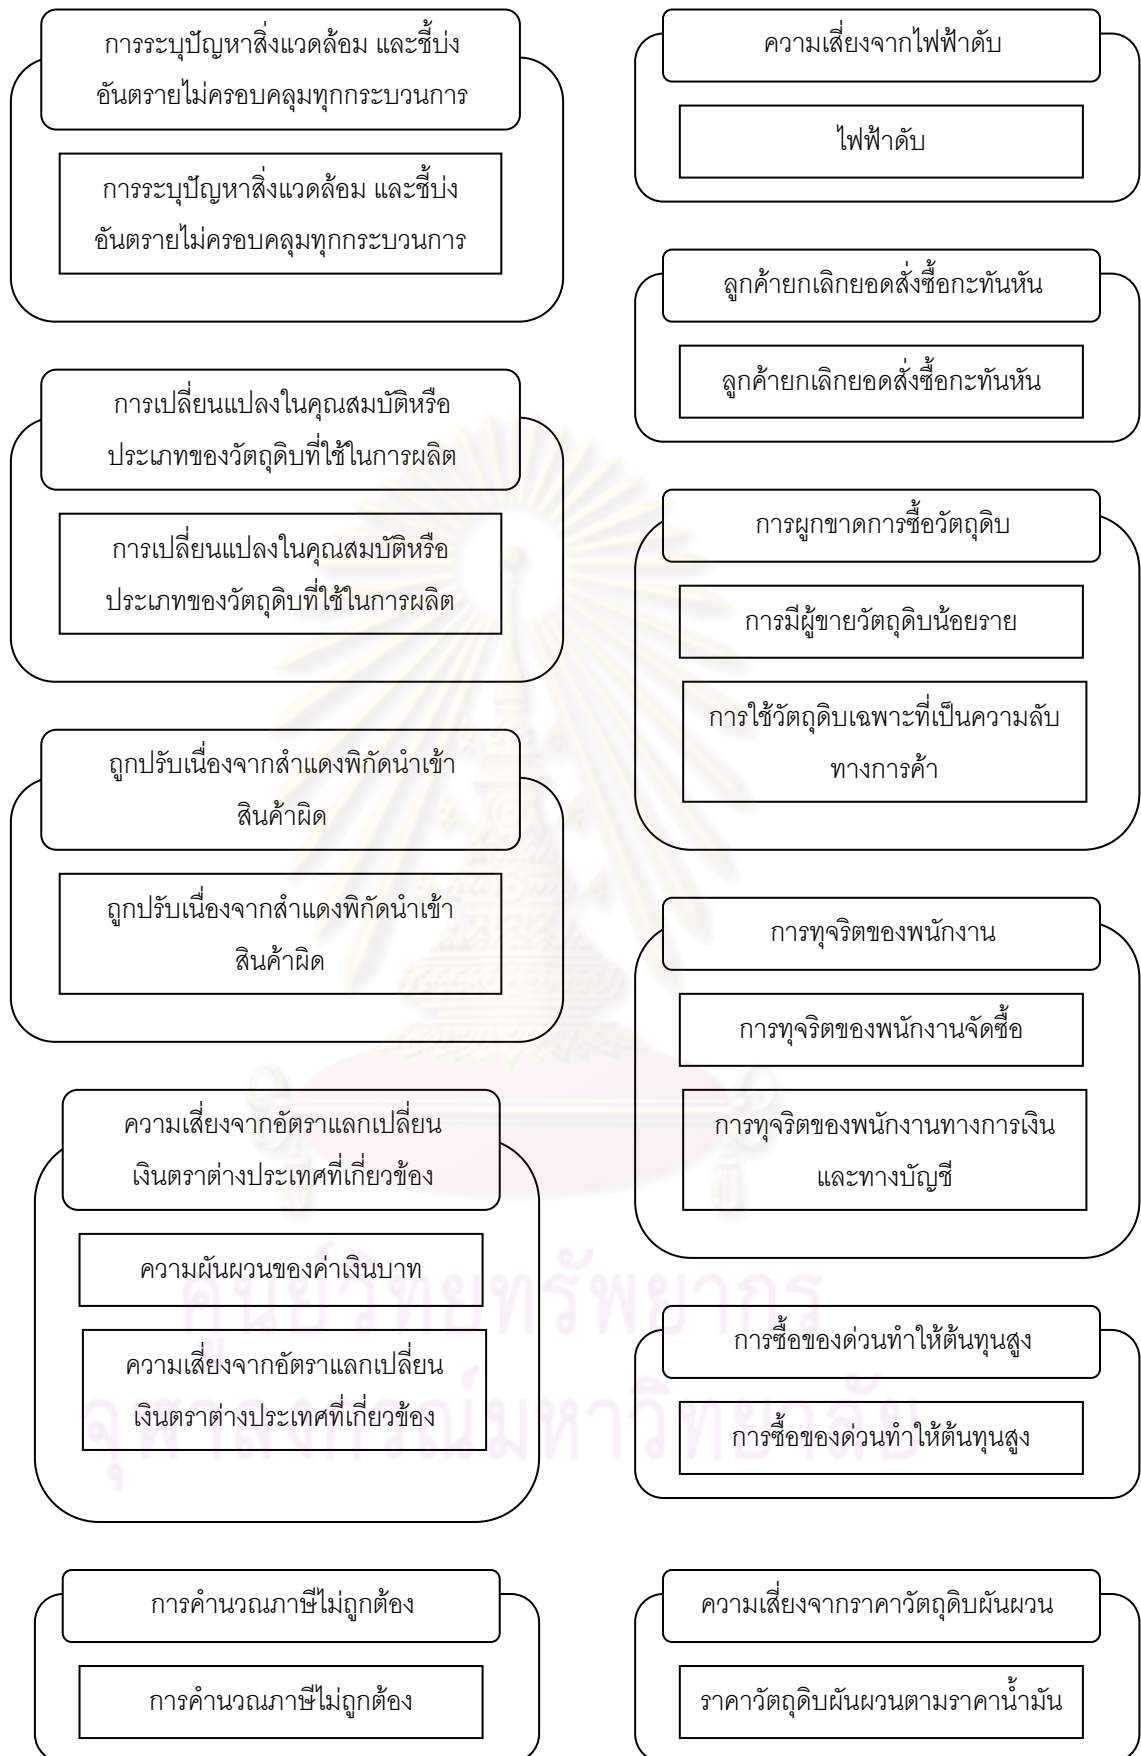 การระบุปัญหาสิ่งแวดล้อม และชี้บ่ง
อันตรายไม่ครอบคลุมทุกกระบวนการ
การระบุปัญหาสิ่งแวดล้อม และชี้บ่ง
อันตรายไม่ครอบคลุมทุกกระบวนการ
การเปลี่ยนแปลงในคุณสมบัติหรือ
ประเภทของวัตถุดิบที่ใช้ในการผลิต
การเปลี่ยนแปลงในคุณสมบัติหรือ
ประเภทของวัตถุดิบที่ใช้ในการผลิต
ถูกปรับเนื่องจากสำแดงพิกัดนำเข้า
สินค้าผิด
ถูกปรับเนื่องจากสำแดงพิกัดนำเข้า
สินค้าผิด
ความเสี่ยงจากอัตราแลกเปลี่ยน
เงินตราต่างประเทศที่เกี่ยวข้อง
ความผันผวนของค่าเงินบาท
ความเสี่ยงจากอัตราแลกเปลี่ยน
เงินตราต่างประเทศที่เกี่ยวข้อง
การคำนวณภาษีไม่ถูกต้อง
การคำนวณภาษีไม่ถูกต้อง
ความเสี่ยงจากไฟฟ้าดับ
ไฟฟ้าดับ
ลูกค้ายกเลิกยอดสั่งซื้อกะทันหัน
ลูกค้ายกเลิกยอดสั่งซื้อกะทันหัน
การผูกขาดการซื้อวัตถุดิบ
การมีผู้ขายวัตถุดิบน้อยราย
การใช้วัตถุดิบเฉพาะที่เป็นความลับ
ทางการค้า
การทุจริตของพนักงาน
การทุจริตของพนักงานจัดซื้อ
การทุจริตของพนักงานทางการเงิน
และทางบัญชี
การซื้อของด่วนทำให้ต้นทุนสูง
การซื้อของด่วนทำให้ต้นทุนสูง
ความเสี่ยงจากราคาวัตถุดิบผันผวน
ราคาวัตถุดิบผันผวนตามราคาน้ำมัน
ศูนย์วิทยทรัพยากร
จุฬาลงกรณ์มหาวิทยาลัย